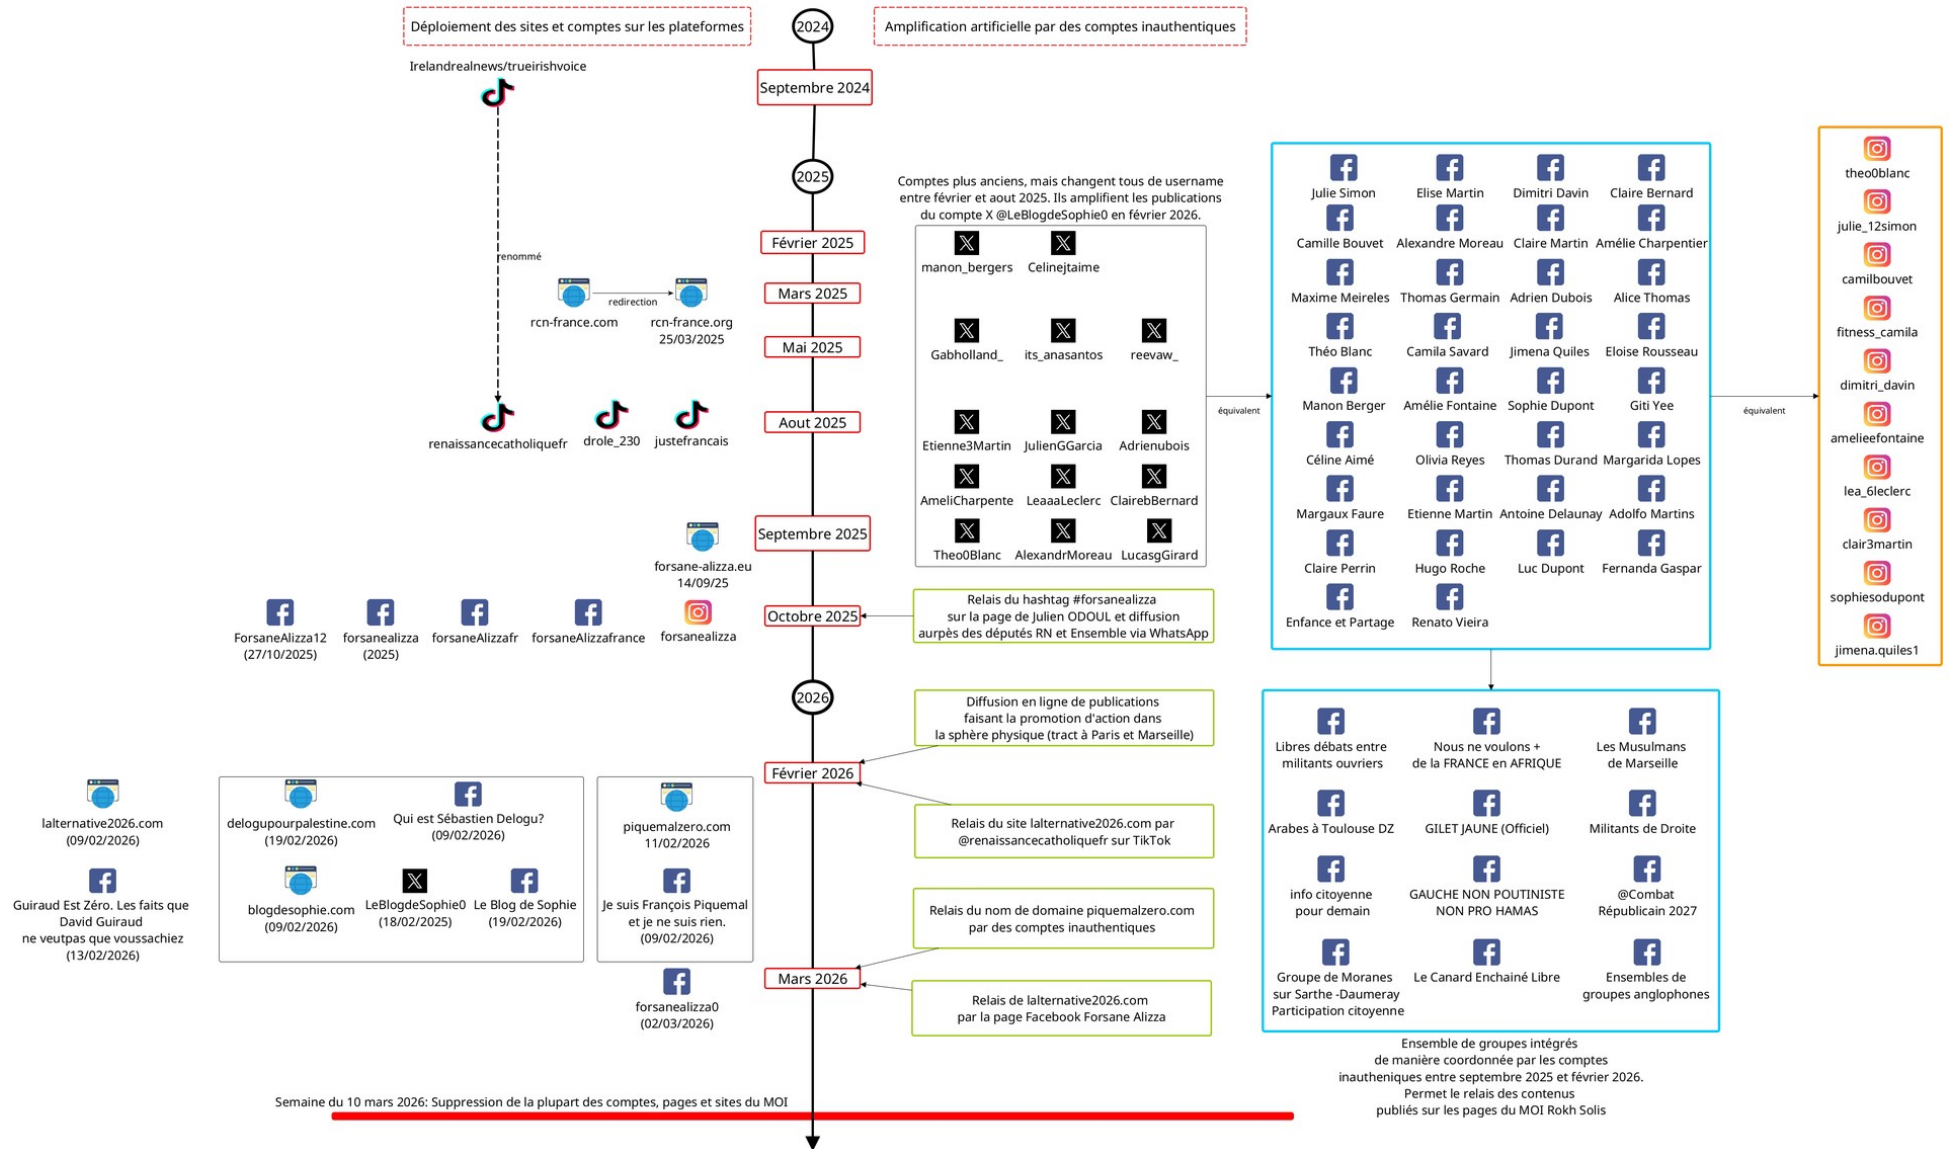 Déploiement des sites et comptes sur les plateformes
2024
Amplification artificielle par des comptes inauthentiques
Irelandrealnews/trueirishvoice
Septembre 2024
2025
renommé
Février 2025
Mars 2025
redirection
rcn-france.com
rcn-france.org
25/03/2025
Mai 2025
renaissancecatholiquefr
drole_230
justefrancais
Aout 2025
Septembre 2025
forsane-alizza.eu
14/09/25
ForsaneAlizza12
(27/10/2025)
forsanealizza
(2025)
forsaneAlizzafr
forsaneAlizzafrance
forsanealizza
Octobre 2025
Comptes plus anciens, mais changent tous de username
entre février et aout 2025. Ils amplifient les publications
du compte X @LeBlogdeSophie0 en février 2026.
manon_bergers
Celinejtaime
Gabholland_
its_anasantos
reevaw_
Etienne3Martin
JulienGGarcia
Adrienubois
AmeliCharpente
LeaaaLeclerc
ClairebBernard
Theo0Blanc
AlexandrMoreau
LucasgGirard
équivalent
Julie Simon
Elise Martin
Dimitri Davin
Claire Bernard
Camille Bouvet
Alexandre Moreau
Claire Martin
Amélie Charpentier
Maxime Meireles
Thomas Germain
Adrien Dubois
Alice Thomas
Théo Blanc
Camila Savard
Jimena Quiles
Eloise Rousseau
Manon Berger
Amélie Fontaine
Sophie Dupont
Giti Yee
Céline Aimé
Olivia Reyes
Thomas Durand
Margarida Lopes
Margaux Faure
Etienne Martin
Antoine Delaunay
Adolfo Martins
Claire Perrin
Hugo Roche
Luc Dupont
Fernanda Gaspar
Enfance et Partage
Renato Vieira
équivalent
theo0blanc
julie_12simon
camilbouvet
fitness_camila
dimitri_davin
amelieefontaine
lea_6leclerc
clair3martin
sophiesodupont
jimena.quiles1
Relais du hashtag #forsanealizza
sur la page de Julien ODOUL et diffusion
aurpès des députés RN et Ensemble via WhatsApp
2026
Diffusion en ligne de publications
faisant la promotion d'action dans
la sphère physique (tract à Paris et Marseille)
Février 2026
Relais du site lalternative2026.com par
@renaissancecatholiquefr sur TikTok
Relais du nom de domaine piquemalzero.com
par des comptes inauthentiques
Mars 2026
Relais de lalternative2026.com
par la page Facebook Forsane Alizza
lalternative2026.com
(09/02/2026)
Guiraud Est Zéro. Les faits que
David Guiraud
ne veutpas que voussachiez
(13/02/2026)
delogupourpalestine.com
(19/02/2026)
Qui est Sébastien Delogu?
(09/02/2026)
blogdesophie.com
(09/02/2026)
LeBlogdeSophie0
(18/02/2025)
Le Blog de Sophie
(19/02/2026)
piquemalzero.com
11/02/2026
Je suis François Piquemal
et je ne suis rien.
(09/02/2026)
forsanealizza0
(02/03/2026)
Libres débats entre
militants ouvriers
Nous ne voulons +
de la FRANCE en AFRIQUE
Les Musulmans
de Marseille
Arabes à Toulouse DZ
GILET JAUNE (Officiel)
Militants de Droite
info citoyenne
pour demain
GAUCHE NON POUTINISTE
NON PRO HAMAS
@Combat
Républicain 2027
Groupe de Moranes
sur Sarthe -Daumeray
Participation citoyenne
Le Canard Enchainé Libre
Ensembles de
groupes anglophones
Ensemble de groupes intégrés
de manière coordonnée par les comptes
inautheniques entre septembre 2025 et février 2026.
Permet le relais des contenus
publiés sur les pages du MOI Rokh Solis
Semaine du 10 mars 2026: Suppression de la plupart des comptes, pages et sites du MOI